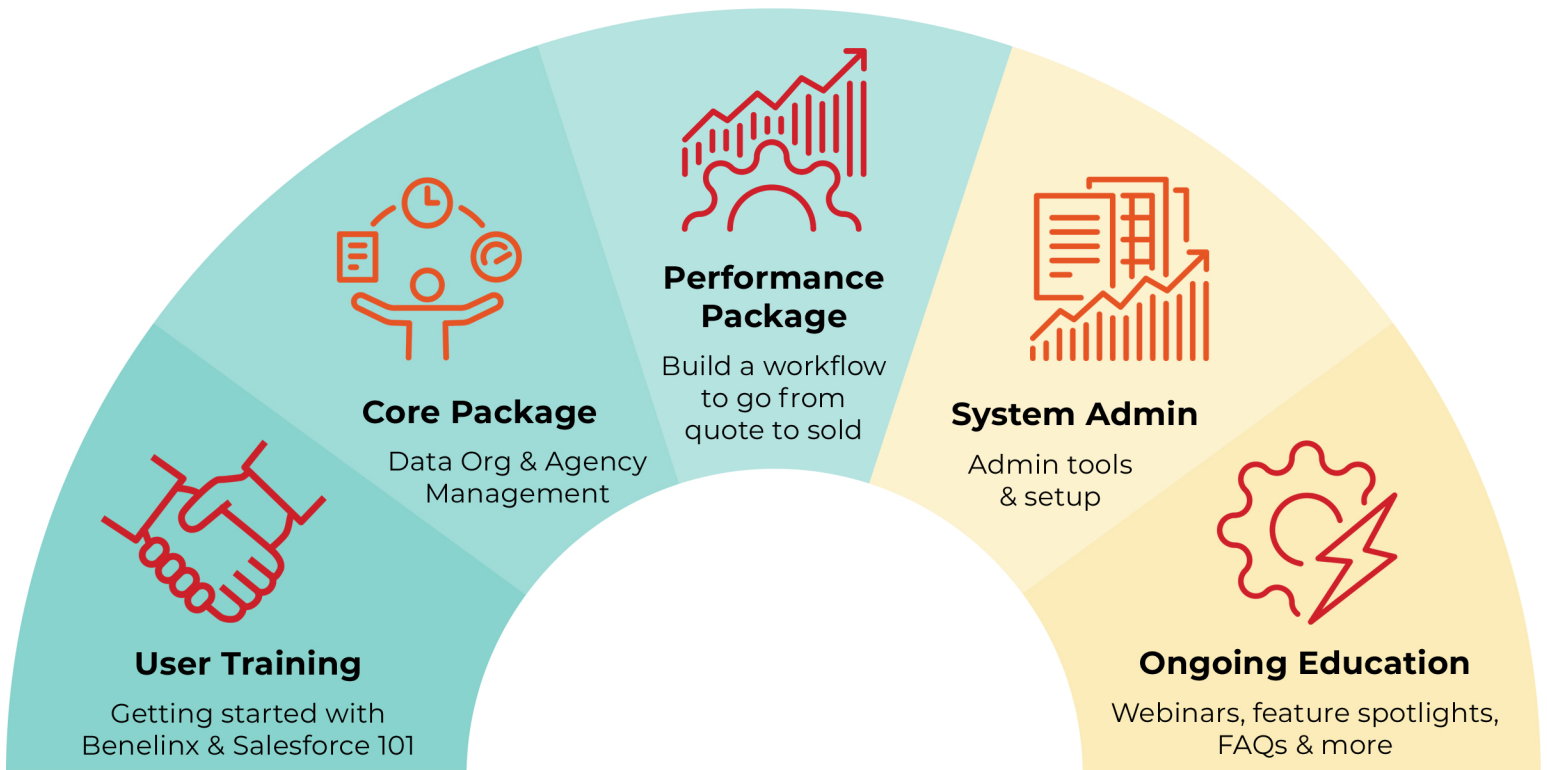 User Training
Getting started with
Benelinx & Salesforce 101
Core Package
Data Org & Agency
Management
Performance
Package
Build a workflow
to go from
quote to sold
System Admin
Admin tools
& setup
Ongoing Education
Webinars, feature spotlights,
FAQs & more